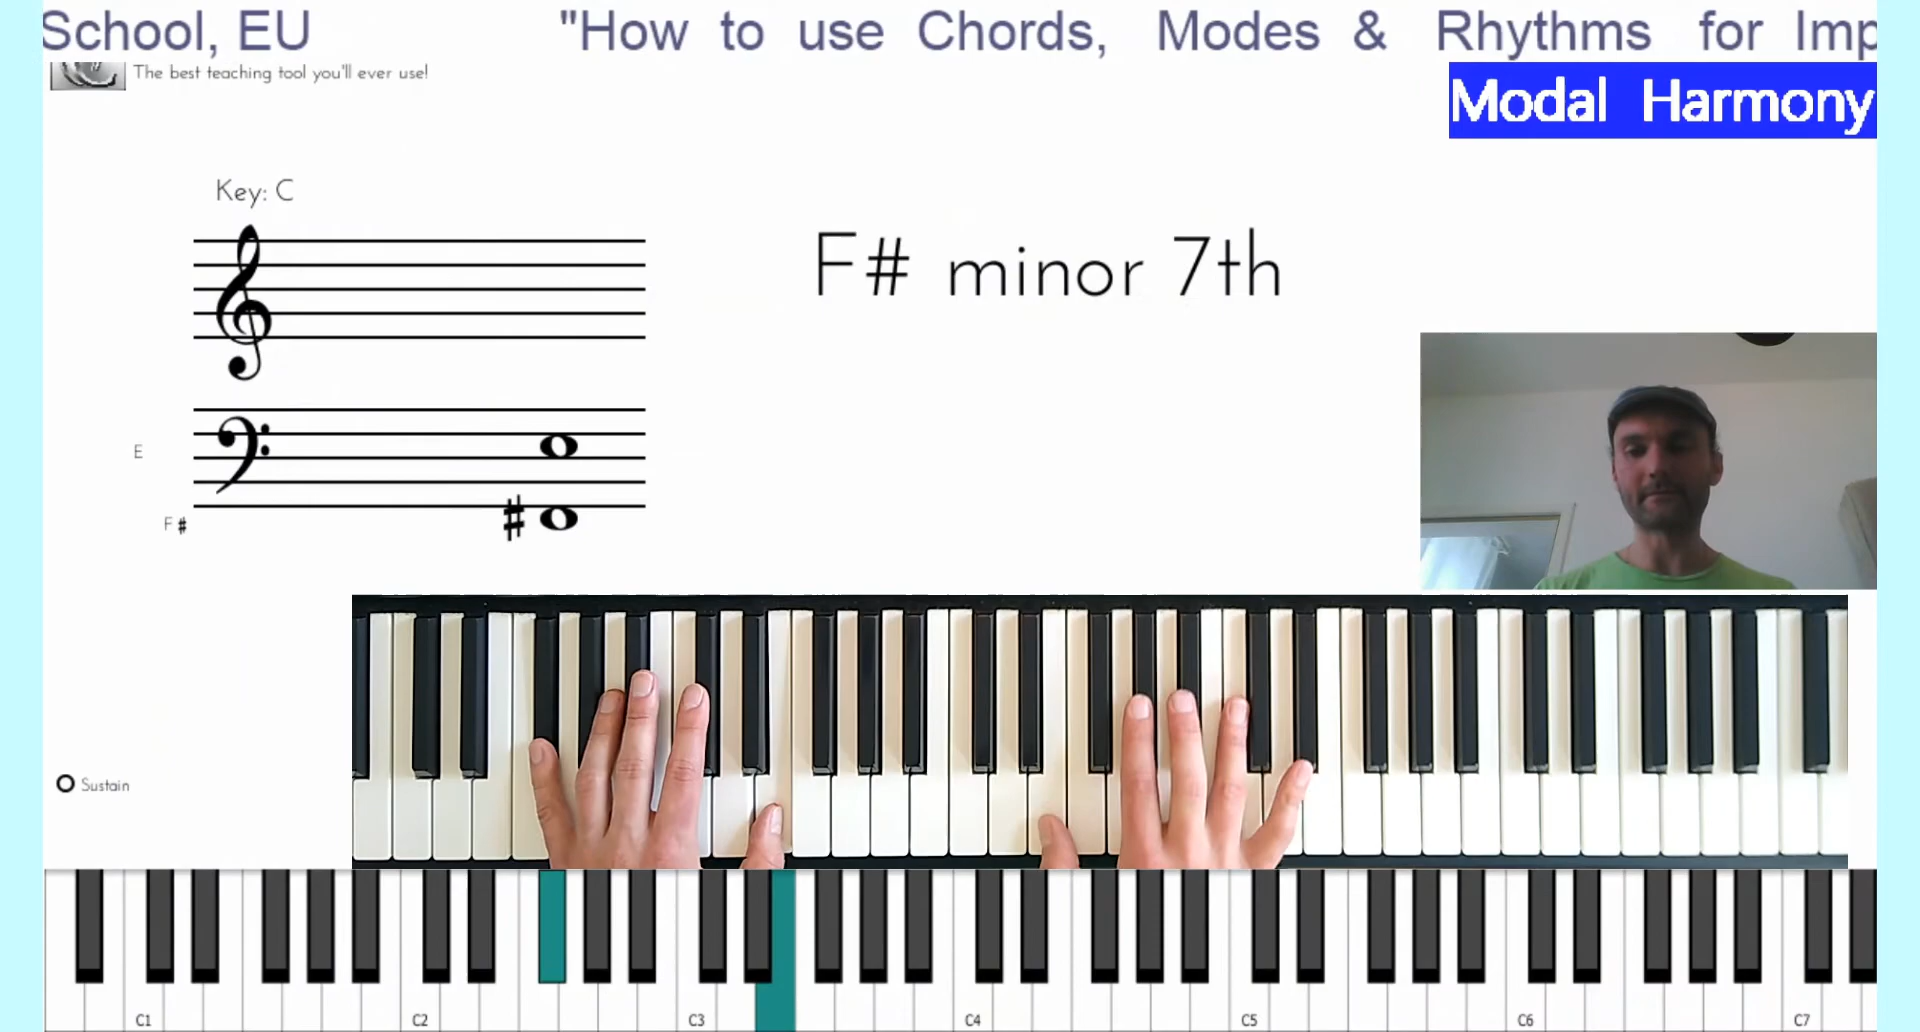 School, EU "How to use Chords, Modes & Rhythms for Imp
The best teaching tool you'll ever use!
Modal Harmony
Key: C
F# minor 7th
E
F#
Sustain
C1 C2 C3 C4 C5 C6 C7